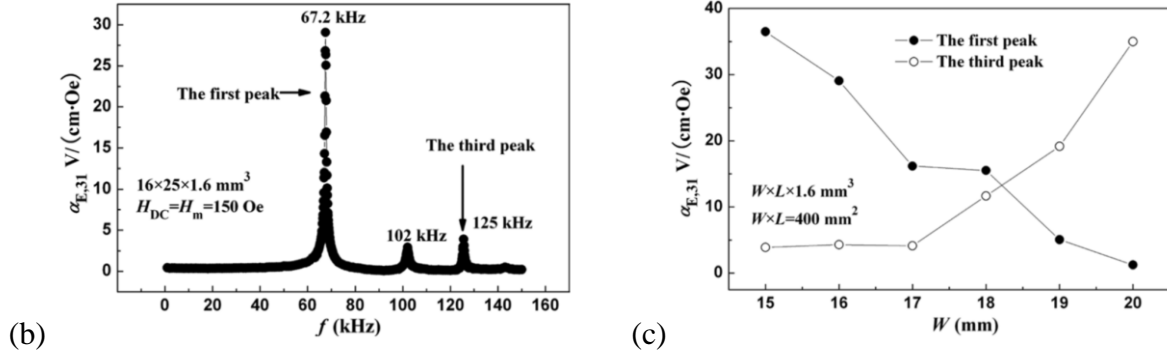 67.2 kHz
30
25
20
15
10
5
0
α_E,31 V/(cm·Oe)
The first peak
The third peak
16×25×1.6 mm³
H_DC=H_m=150 Oe
102 kHz
125 kHz
0 20 40 60 80 100 120 140 160
f (kHz)
(b)
40
30
20
10
0
α_E,31 V/(cm·Oe)
The first peak
The third peak
W×L×1.6 mm³
W×L=400 mm²
15 16 17 18 19 20
W (mm)
(c)